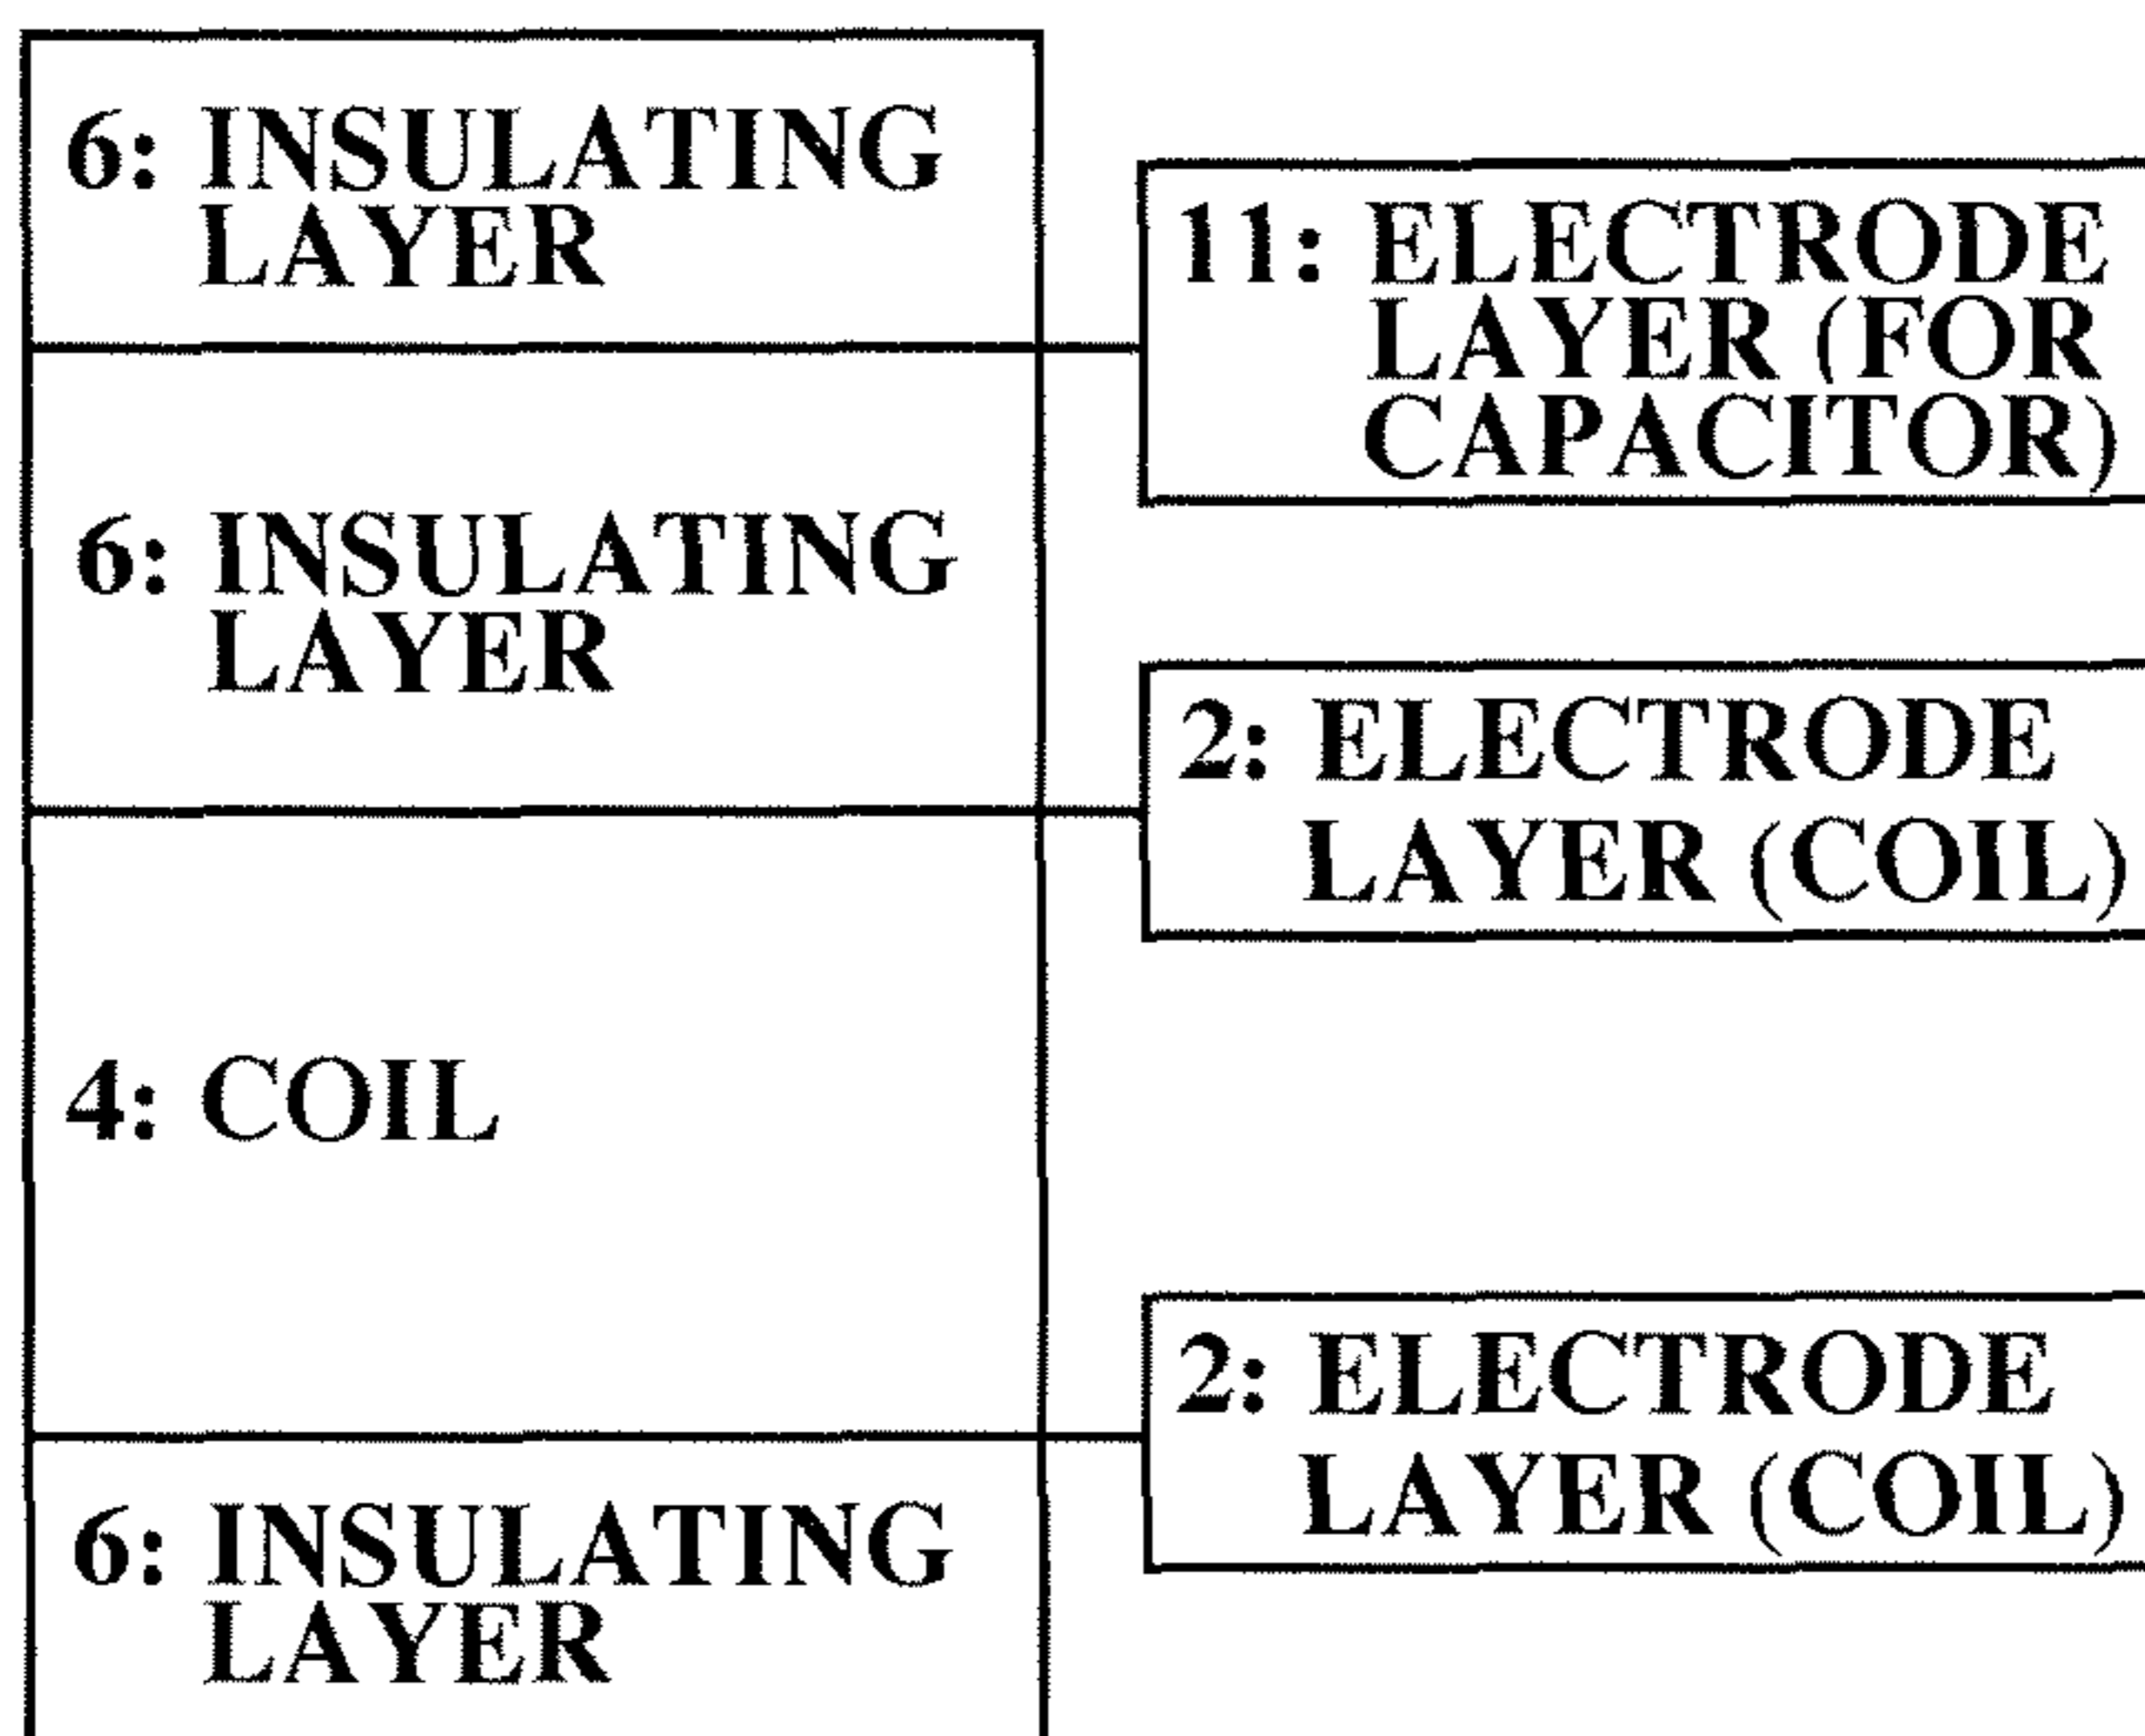 6: INSULATING
LAYER
11: ELECTRODE
LAYER (FOR
CAPACITOR)
6: INSULATING
LAYER
2: ELECTRODE
LAYER (COIL)
4: COIL
2: ELECTRODE
LAYER (COIL)
6: INSULATING
LAYER